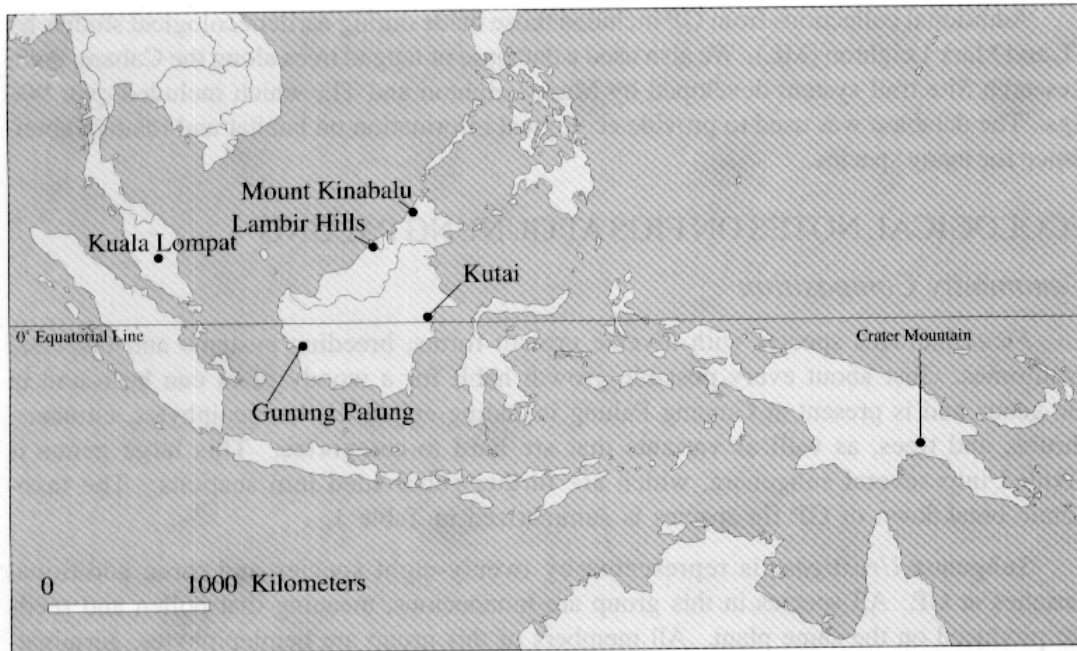 Mount Kinabalu
Lambir Hills
Kuala Lompat
Kutai
0° Equatorial Line
Crater Mountain
Gunung Palung
0 1000 Kilometers